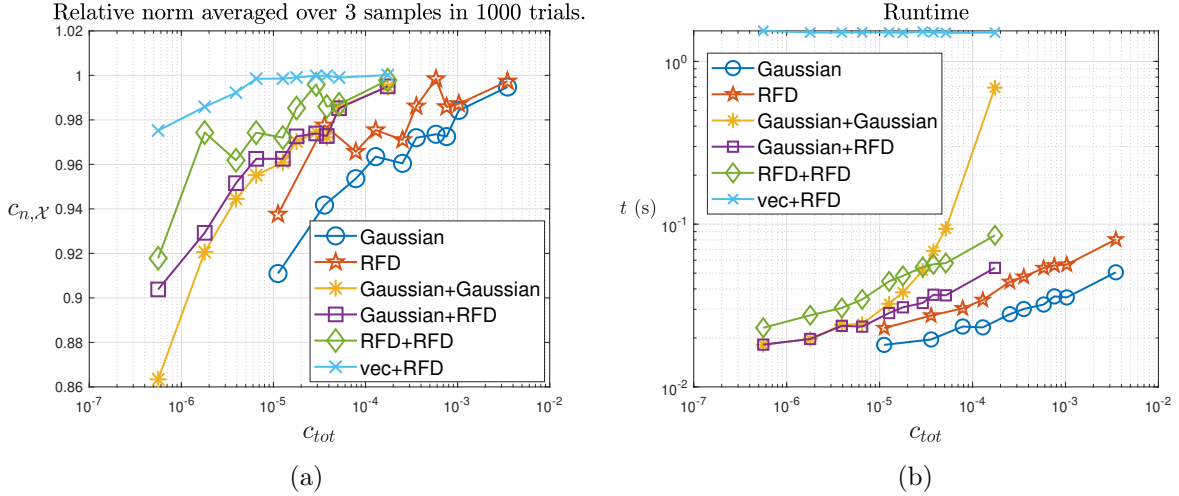 Relative norm averaged over 3 samples in 1000 trials.
1.02
1
0.98
0.96
0.94
0.92
0.9
0.88
0.86
c_{n,𝒳}
Gaussian
RFD
Gaussian+Gaussian
Gaussian+RFD
RFD+RFD
vec+RFD
10^{-7} 10^{-6} 10^{-5} 10^{-4} 10^{-3} 10^{-2}
c_{tot}
(a)
Runtime
10^{0}
10^{-1}
10^{-2}
t (s)
Gaussian
RFD
Gaussian+Gaussian
Gaussian+RFD
RFD+RFD
vec+RFD
10^{-7} 10^{-6} 10^{-5} 10^{-4} 10^{-3} 10^{-2}
c_{tot}
(b)